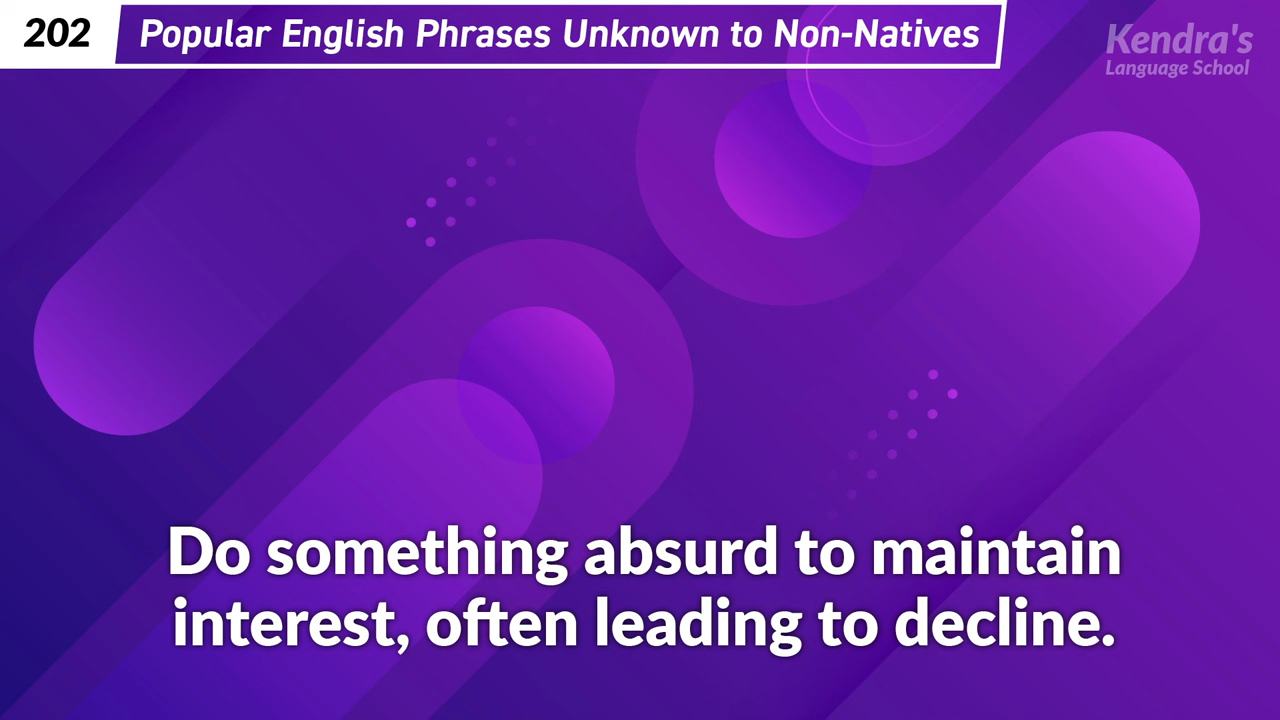 202 Popular English Phrases Unknown to Non-Natives
Kendra's
Language School
Do something absurd to maintain
interest, often leading to decline.